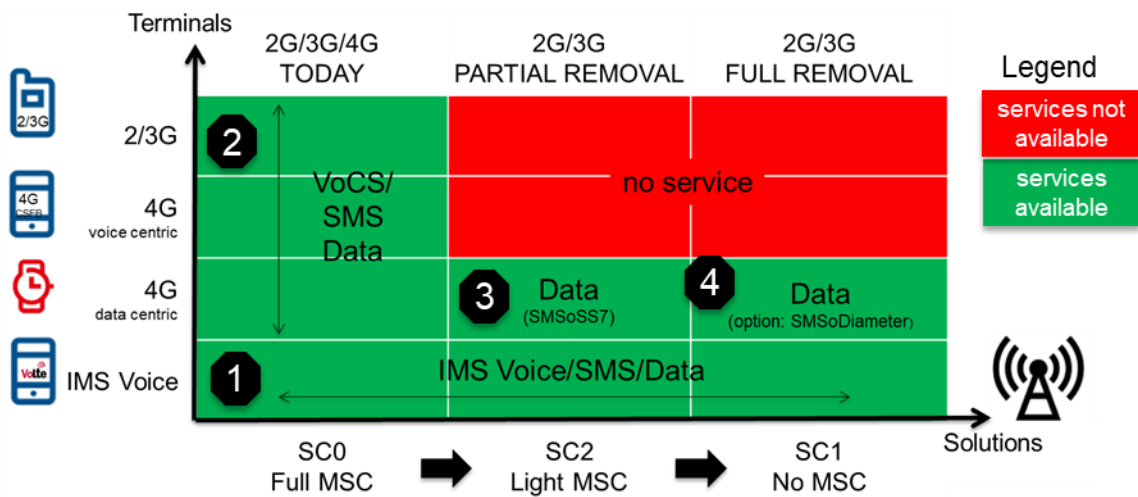 Terminals
2G/3G/4G
TODAY
2G/3G
PARTIAL REMOVAL
2G/3G
FULL REMOVAL
Legend
services not
available
services
available
2/3G
2/3G
2
4G
CSFB
4G
voice centric
VoCS/
SMS
Data
no service
4G
data centric
3
Data
(SMSoSS7)
4
Data
(option: SMSoDiameter)
Volte
IMS Voice
1
IMS Voice/SMS/Data
Solutions
SC0
Full MSC
SC2
Light MSC
SC1
No MSC